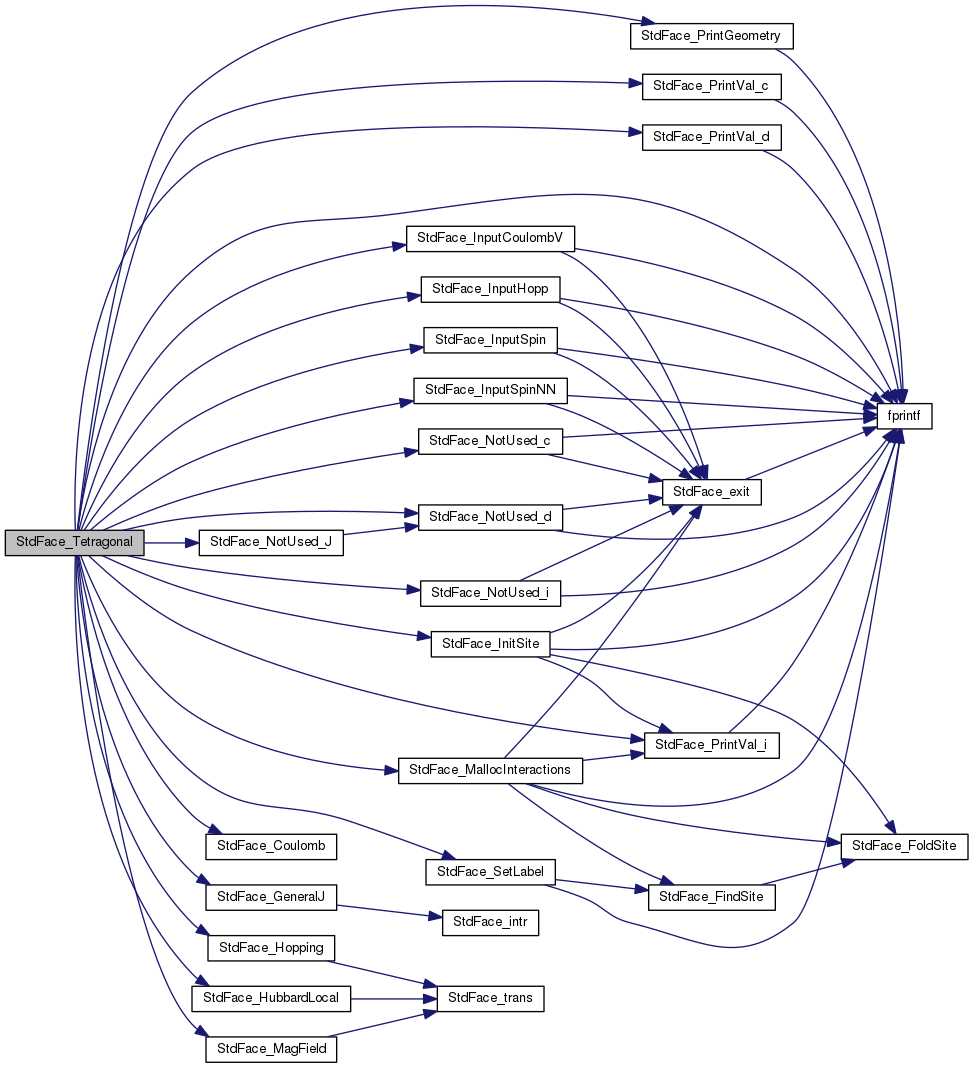 StdFace_PrintGeometry
StdFace_PrintVal_c
StdFace_PrintVal_d
StdFace_InputCoulombV
StdFace_InputHopp
StdFace_InputSpin
StdFace_InputSpinNN
fprintf
StdFace_NotUsed_c
StdFace_exit
StdFace_NotUsed_d
StdFace_Tetragonal
StdFace_NotUsed_J
StdFace_NotUsed_i
StdFace_InitSite
StdFace_PrintVal_i
StdFace_MallocInteractions
StdFace_Coulomb
StdFace_FoldSite
StdFace_SetLabel
StdFace_GeneralJ
StdFace_FindSite
StdFace_intr
StdFace_Hopping
StdFace_HubbardLocal
StdFace_trans
StdFace_MagField